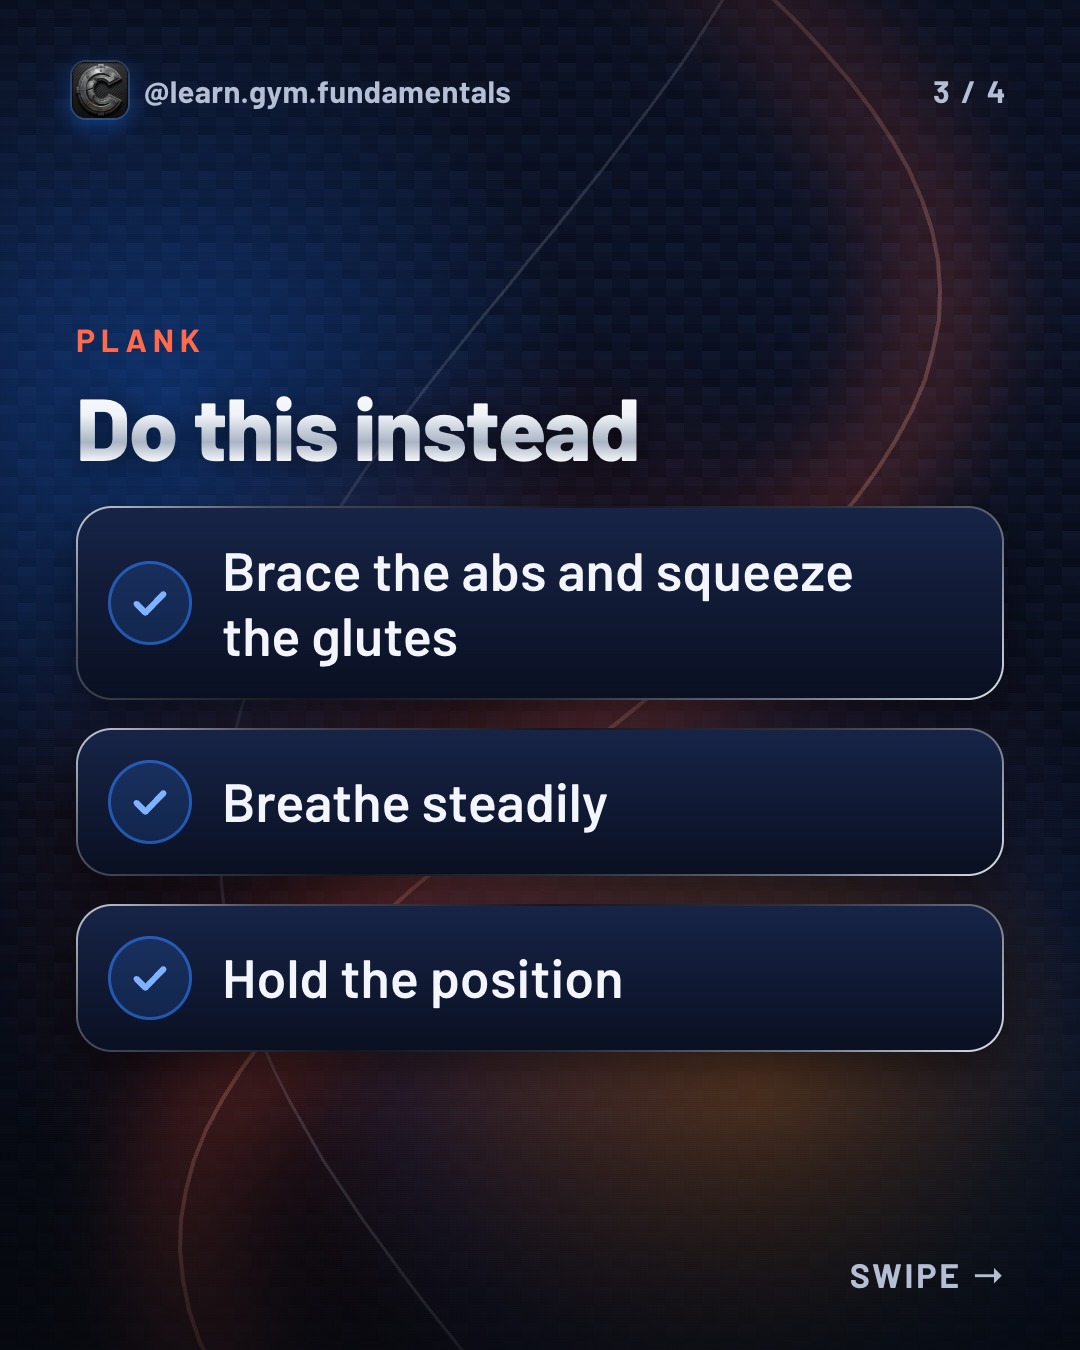 @learn.gym.fundamentals
3 / 4
PLANK
Do this instead
Brace the abs and squeeze
the glutes
Breathe steadily
Hold the position
SWIPE →